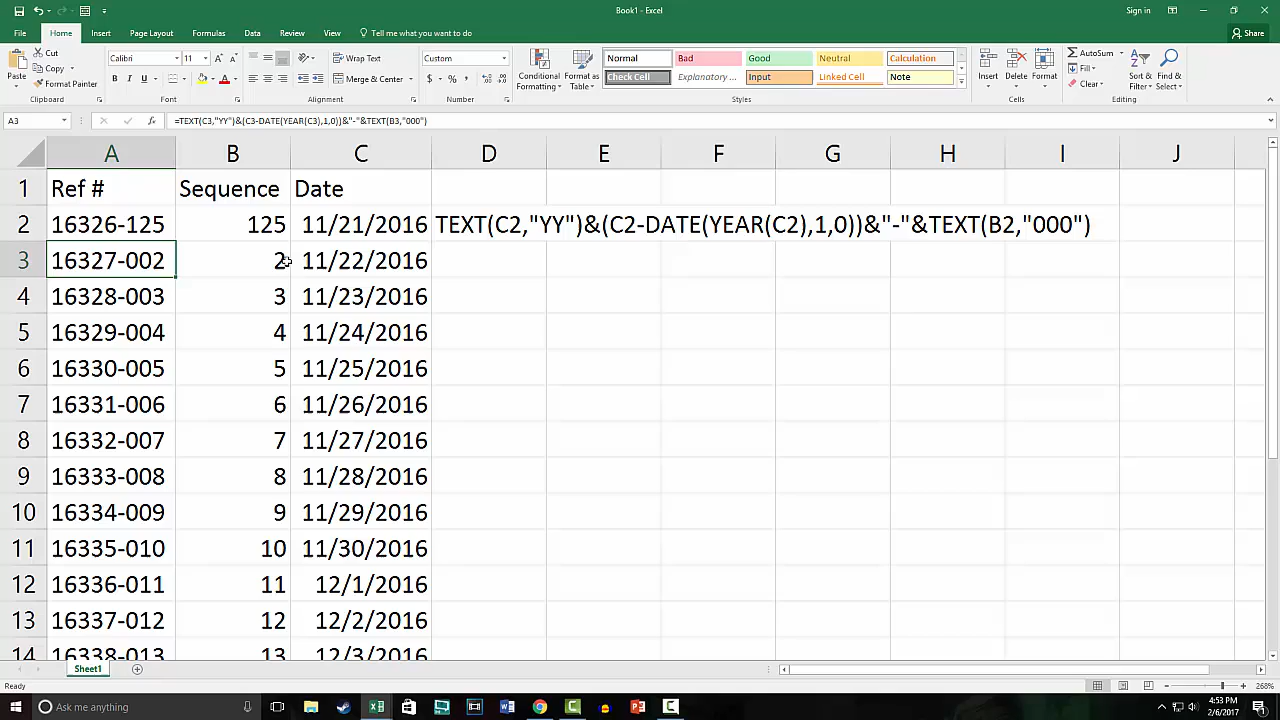 Book1 - Excel
Sign in
File Home Insert Page Layout Formulas Data Review View Tell me what you want to do Share
Paste
Cut
Copy
Format Painter
Clipboard
Calibri 11
B I U
Font
Wrap Text
Merge & Center
Alignment
Custom
$ % ,
Number
Conditional Formatting
Format as Table
Normal Bad Good Neutral Calculation
Check Cell Explanatory ... Input Linked Cell Note
Styles
Insert Delete Format
Cells
AutoSum
Fill
Clear
Sort & Filter
Find & Select
Editing
A3 fx =TEXT(C3,"YY")&(C3-DATE(YEAR(C3),1,0))&"-"&TEXT(B3,"000")
A B C D E F G H I J
1 Ref # Sequence Date
2 16326-125 125 11/21/2016 TEXT(C2,"YY")&(C2-DATE(YEAR(C2),1,0))&"-"&TEXT(B2,"000")
3 16327-002 2 11/22/2016
4 16328-003 3 11/23/2016
5 16329-004 4 11/24/2016
6 16330-005 5 11/25/2016
7 16331-006 6 11/26/2016
8 16332-007 7 11/27/2016
9 16333-008 8 11/28/2016
10 16334-009 9 11/29/2016
11 16335-010 10 11/30/2016
12 16336-011 11 12/1/2016
13 16337-012 12 12/2/2016
14 16338-013 13 12/3/2016
Sheet1
Ready
268%
Ask me anything
4:53 PM
2/6/2017